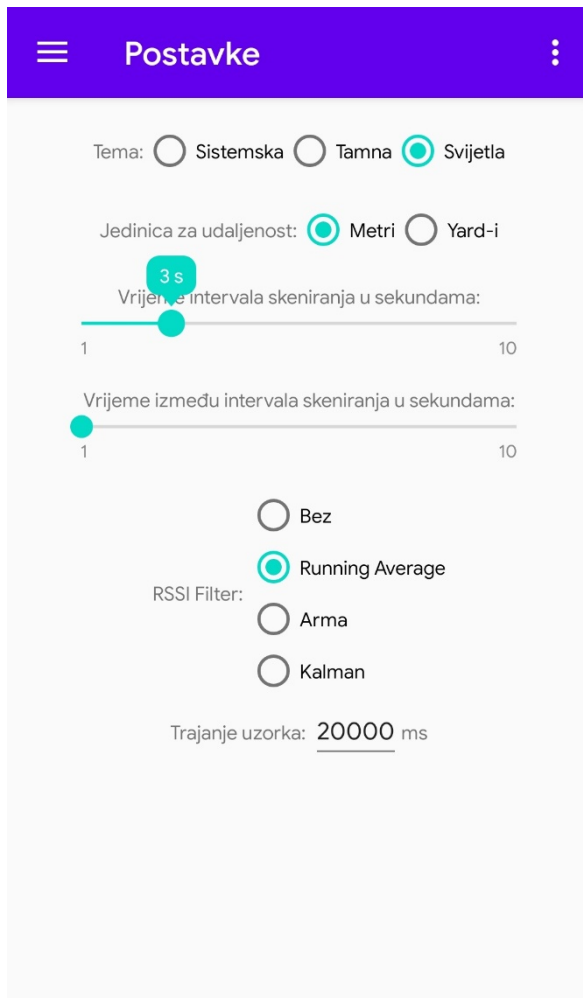 Postavke
Tema: Sistemska Tamna Svijetla
Jedinica za udaljenost: Metri Yard-i
3 s
Vrijeme intervala skeniranja u sekundama:
1 10
Vrijeme između intervala skeniranja u sekundama:
1 10
Bez
Running Average
RSSI Filter:
Arma
Kalman
Trajanje uzorka: 20000 ms